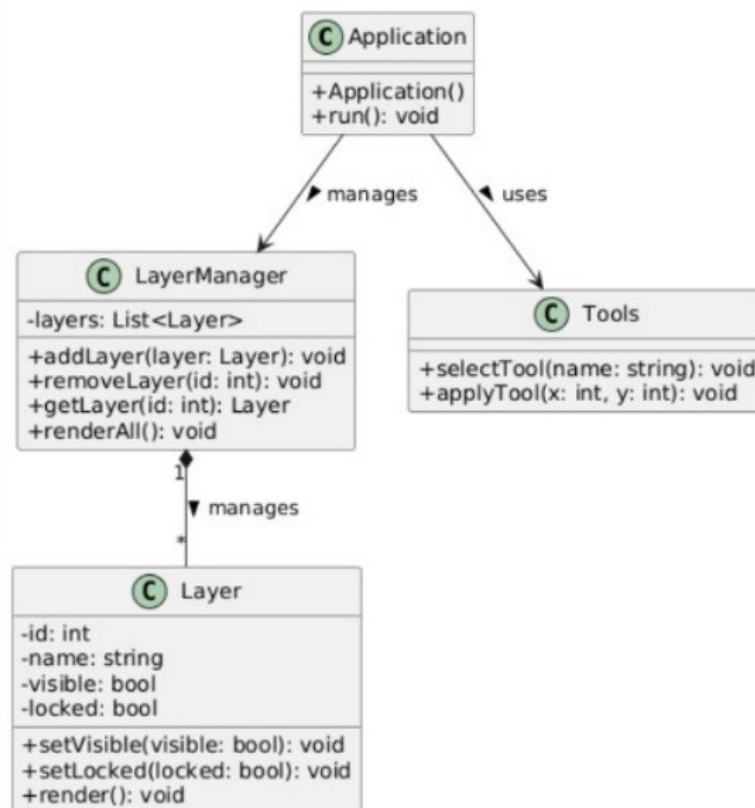 C Application
+Application()
+run(): void
manages
uses
C LayerManager
-layers: List<Layer>
+addLayer(layer: Layer): void
+removeLayer(id: int): void
+getLayer(id: int): Layer
+renderAll(): void
C Tools
+selectTool(name: string): void
+applyTool(x: int, y: int): void
1
manages
*
C Layer
-id: int
-name: string
-visible: bool
-locked: bool
+setVisible(visible: bool): void
+setLocked(locked: bool): void
+render(): void